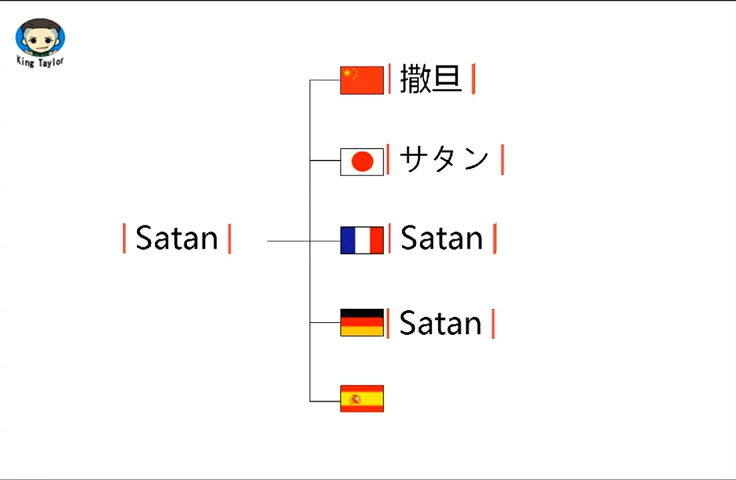 King Taylor
撒旦
サタン
Satan
Satan
Satan